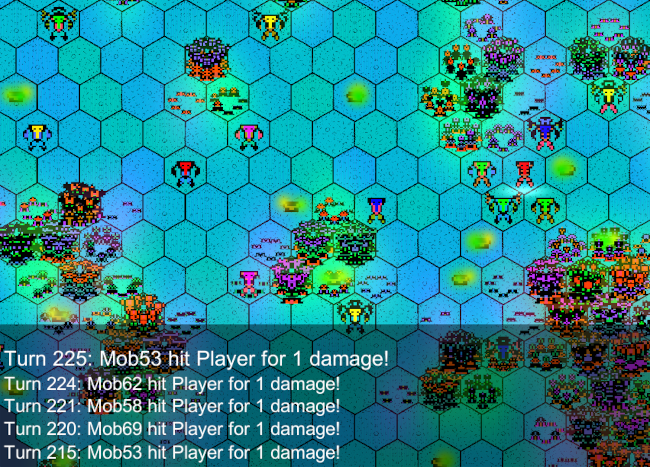 Turn 225: Mob53 hit Player for 1 damage!
Turn 224: Mob62 hit Player for 1 damage!
Turn 221: Mob58 hit Player for 1 damage!
Turn 220: Mob69 hit Player for 1 damage!
Turn 215: Mob53 hit Player for 1 damage!